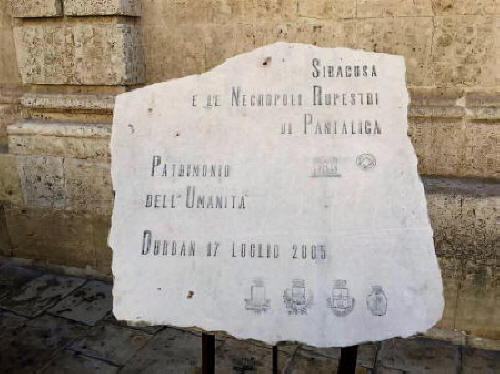 Siracusa
e le Necropoli Rupestri
di Pantalica
Patrimonio
dell'Umanità
Durban 17 luglio 2005